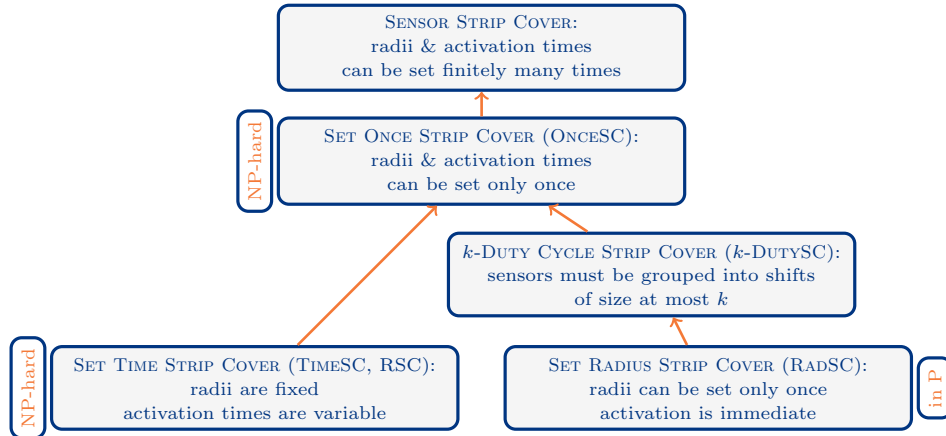 SENSOR STRIP COVER:
radii & activation times
can be set finitely many times
NP-hard
SET ONCE STRIP COVER (ONCESC):
radii & activation times
can be set only once
k-DUTY CYCLE STRIP COVER (k-DUTYSC):
sensors must be grouped into shifts
of size at most k
NP-hard
SET TIME STRIP COVER (TIMESC, RSC):
radii are fixed
activation times are variable
SET RADIUS STRIP COVER (RADSC):
radii can be set only once
activation is immediate
in P